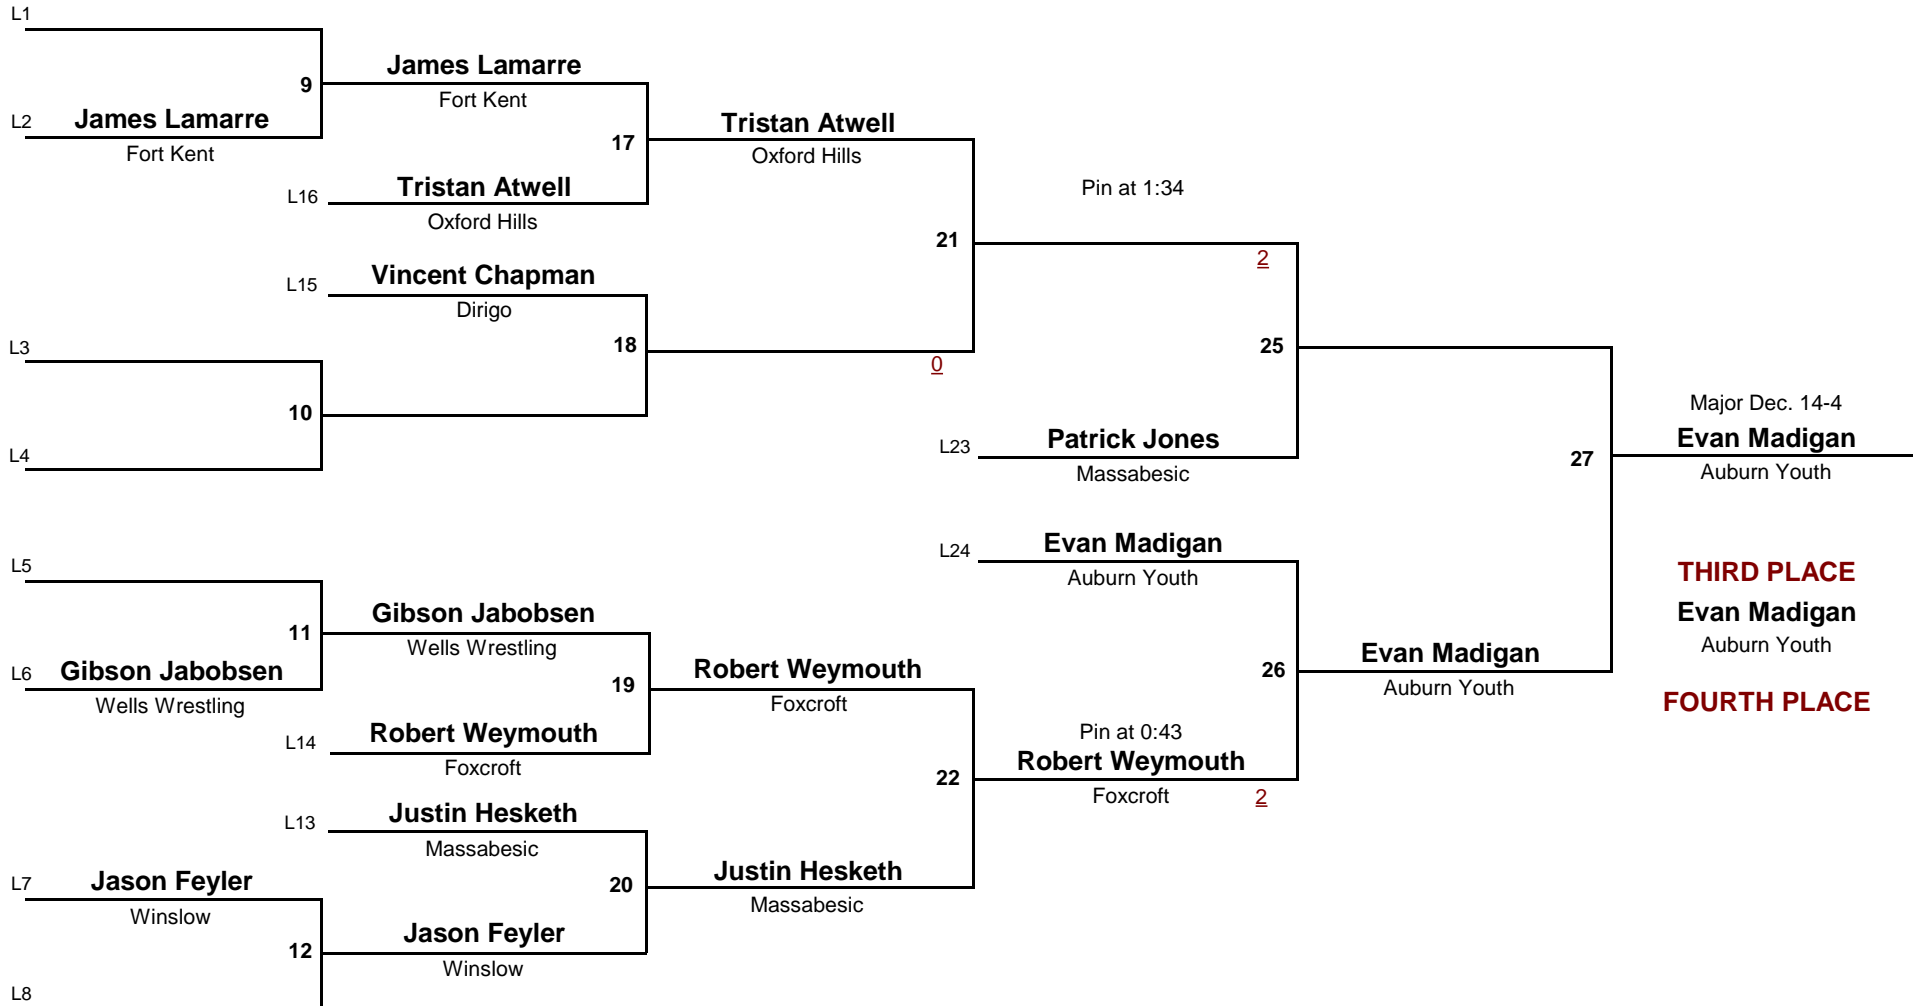 L1
James Lamarre
9
Fort Kent
L2 James Lamarre
Fort Kent
17
Tristan Atwell
Oxford Hills
L16 Tristan Atwell
Oxford Hills
Pin at 1:34
21
2
L15 Vincent Chapman
Dirigo
18
0
L3
10
L4
25
L23 Patrick Jones
Massabesic
27
Major Dec. 14-4
Evan Madigan
Auburn Youth
L24 Evan Madigan
Auburn Youth
THIRD PLACE
Evan Madigan
Auburn Youth
FOURTH PLACE
L5
11
Gibson Jabobsen
Wells Wrestling
L6 Gibson Jabobsen
Wells Wrestling
19
Robert Weymouth
Foxcroft
26
Evan Madigan
Auburn Youth
L14 Robert Weymouth
Foxcroft
22
Pin at 0:43
Robert Weymouth
Foxcroft
2
L13 Justin Hesketh
Massabesic
20
Justin Hesketh
Massabesic
L7 Jason Feyler
Winslow
12
Jason Feyler
Winslow
L8